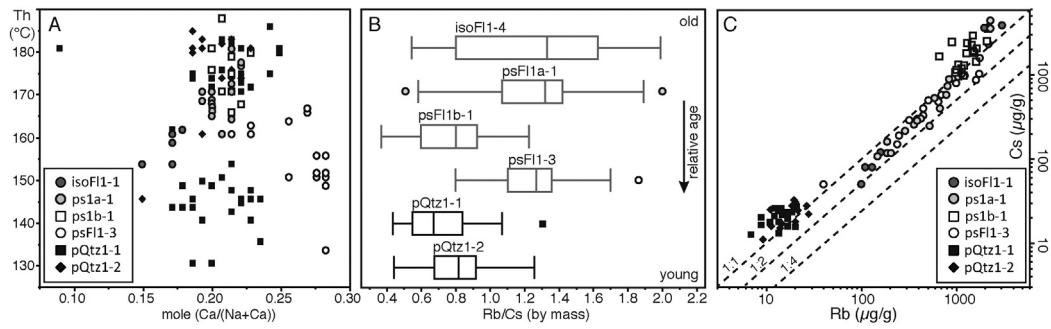 Th
(°C)
A
180
170
160
150
140
130
isoFl1-1
ps1a-1
ps1b-1
psFl1-3
pQtz1-1
pQtz1-2
0.10
0.15
0.20
0.25
0.30
mole (Ca/(Na+Ca))
B
old
isoFl1-4
psFl1a-1
psFl1b-1
psFl1-3
pQtz1-1
pQtz1-2
relative age
young
0.2
0.6
0.8
1.0
1.2
1.4
1.6
1.8
2.0
2.2
Rb/Cs (by mass)
C
1000
100
10
Cs (µg/g)
1:1
1:2
1:4
isoFl1-1
ps1a-1
ps1b-1
psFl1-3
pQtz1-1
pQtz1-2
10
100
1000
Rb (µg/g)